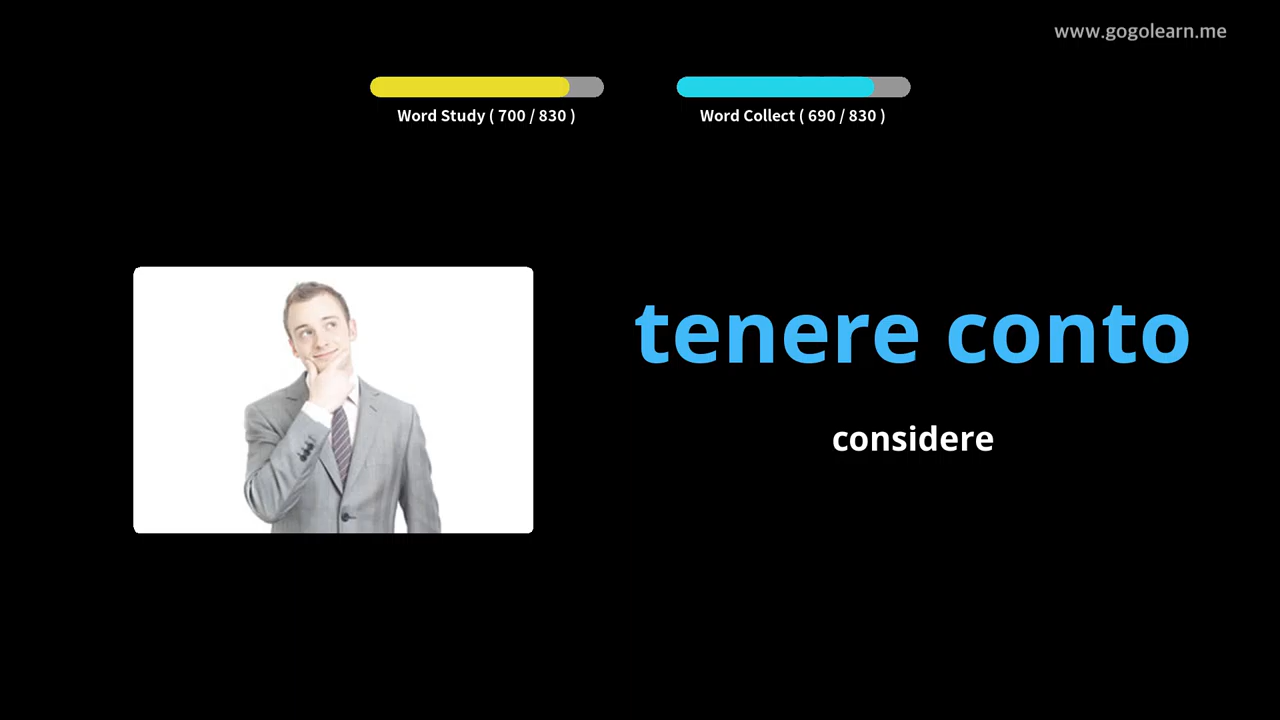 www.gogolearn.me
Word Study ( 700 / 830 )
Word Collect ( 690 / 830 )
tenere conto
considere